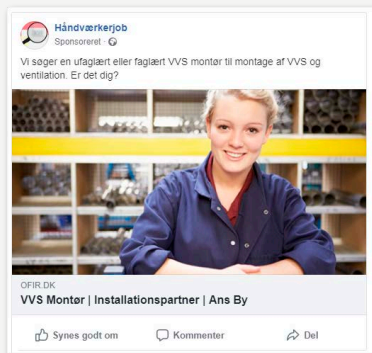 Håndværkerjob
Sponsoreret ·
Vi søger en ufaglært eller faglært VVS montør til montage af VVS og
ventilation. Er det dig?
OFIR.DK
VVS Montør | Installationspartner | Ans By
Synes godt om
Kommenter
Del